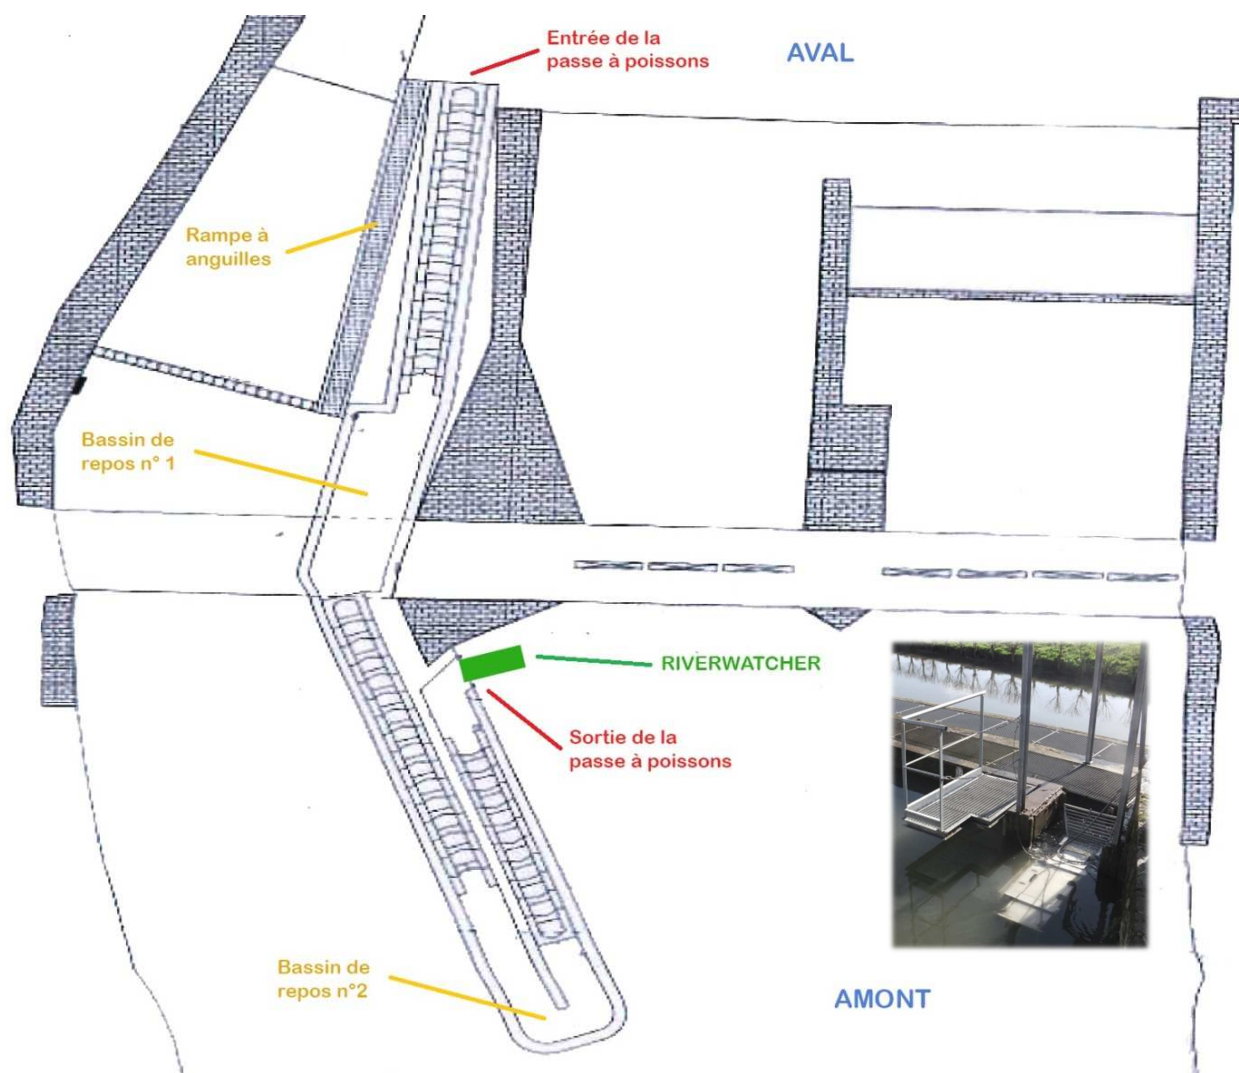 Entrée de la
passe à poissons
AVAL
Rampe à
anguilles
Bassin de
repos n° 1
RIVERWATCHER
Sortie de la
passe à poissons
Bassin de
repos n°2
AMONT